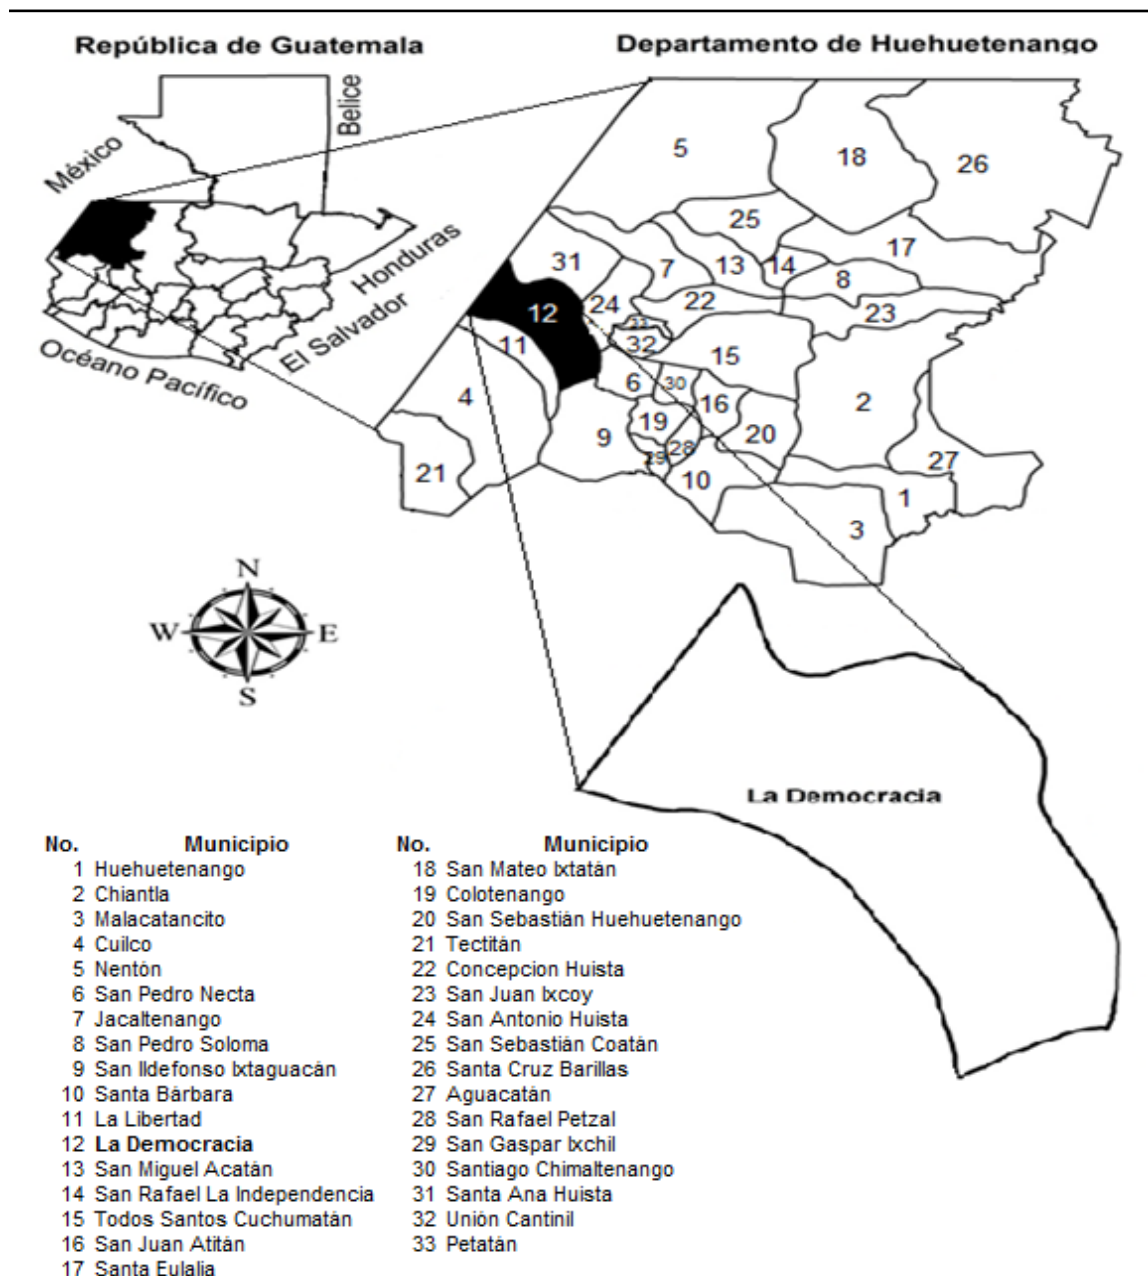 República de Guatemala
Departamento de Huehuetenango
Belice
México
Honduras
El Salvador
Océano Pacífico
5
18
26
25
17
31
7
13
14
8
12
24
22
23
33
32
11
15
6
30
4
16
2
19
20
9
28
29
27
21
10
1
3
N
W
E
S
La Democracia
No. Municipio
1 Huehuetenango
2 Chiantla
3 Malacatancito
4 Cuilco
5 Nentón
6 San Pedro Necta
7 Jacaltenango
8 San Pedro Soloma
9 San Ildefonso Ixtaguacán
10 Santa Bárbara
11 La Libertad
12 La Democracia
13 San Miguel Acatán
14 San Rafael La Independencia
15 Todos Santos Cuchumatán
16 San Juan Atitán
17 Santa Eulalia
No. Municipio
18 San Mateo Ixtatán
19 Colotenango
20 San Sebastián Huehuetenango
21 Tectitán
22 Concepcion Huista
23 San Juan Ixcoy
24 San Antonio Huista
25 San Sebastián Coatán
26 Santa Cruz Barillas
27 Aguacatán
28 San Rafael Petzal
29 San Gaspar Ixchil
30 Santiago Chimaltenango
31 Santa Ana Huista
32 Unión Cantinil
33 Petatán